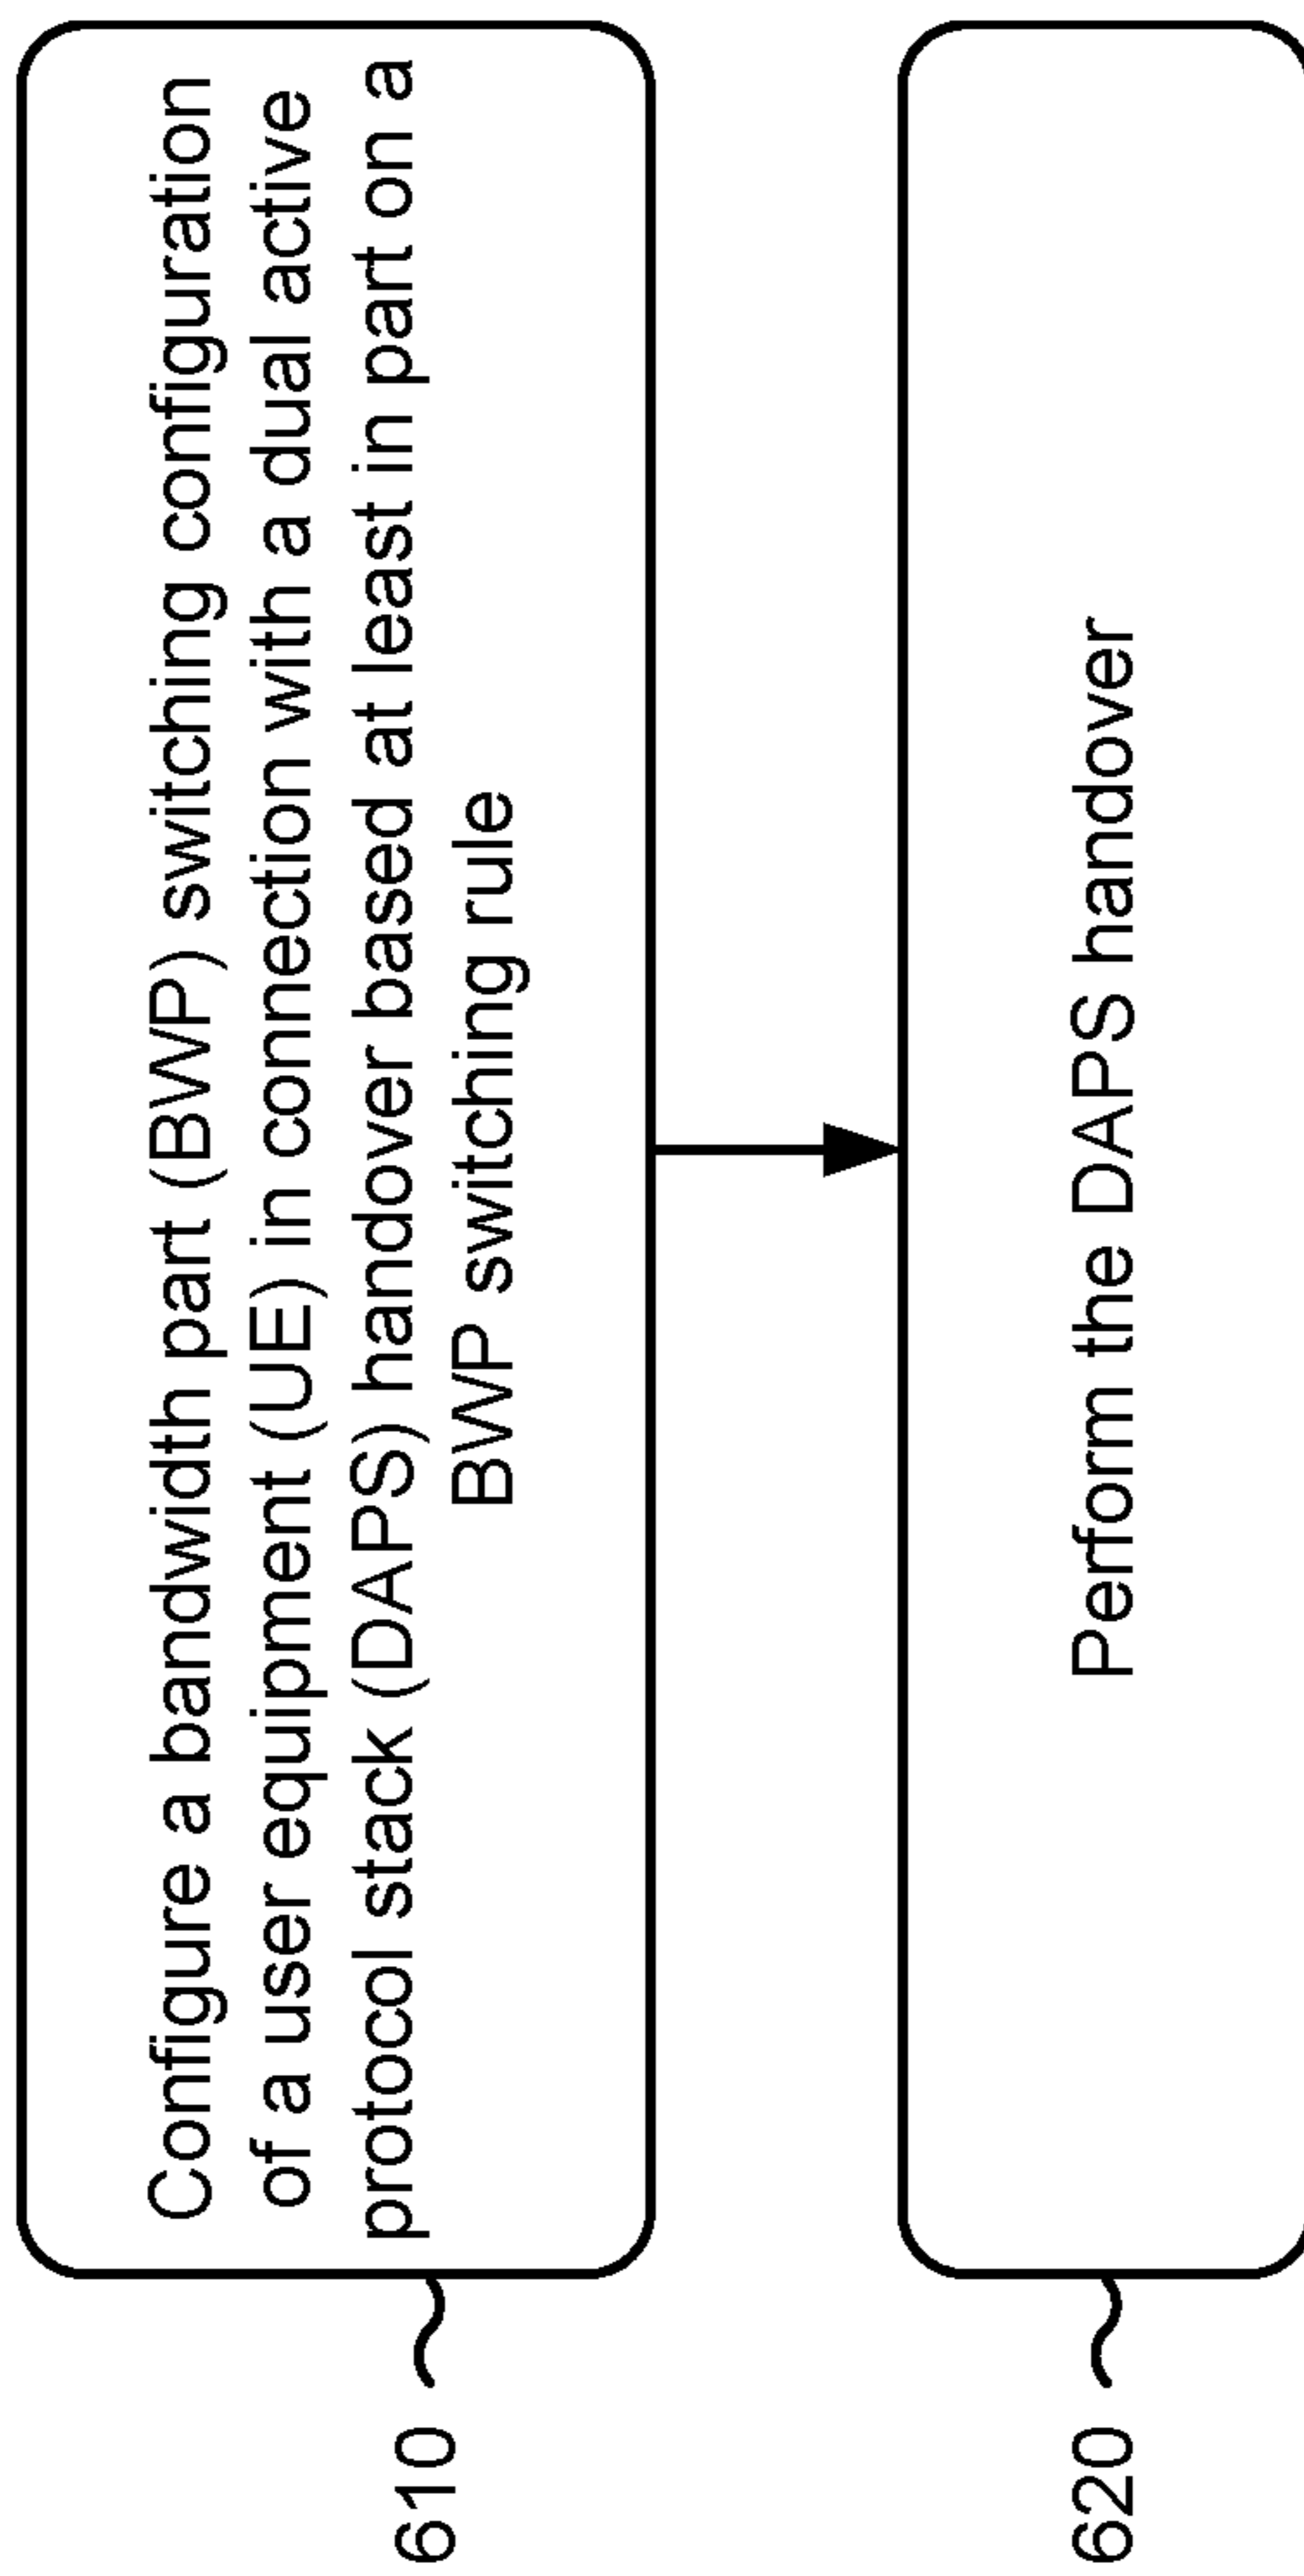 610
Configure a bandwidth part (BWP) switching configuration
of a user equipment (UE) in connection with a dual active
protocol stack (DAPS) handover based at least in part on a
BWP switching rule
620
Perform the DAPS handover